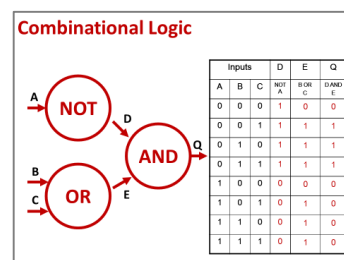 Combinational Logic
A
NOT
D
B
C
OR
E
AND
Q
Inputs D E Q
A B C NOT A B OR C D AND E
0 0 0 1 0 0
0 0 1 1 1 1
0 1 0 1 1 1
0 1 1 1 1 1
1 0 0 0 0 0
1 0 1 0 1 0
1 1 0 0 1 0
1 1 1 0 1 0